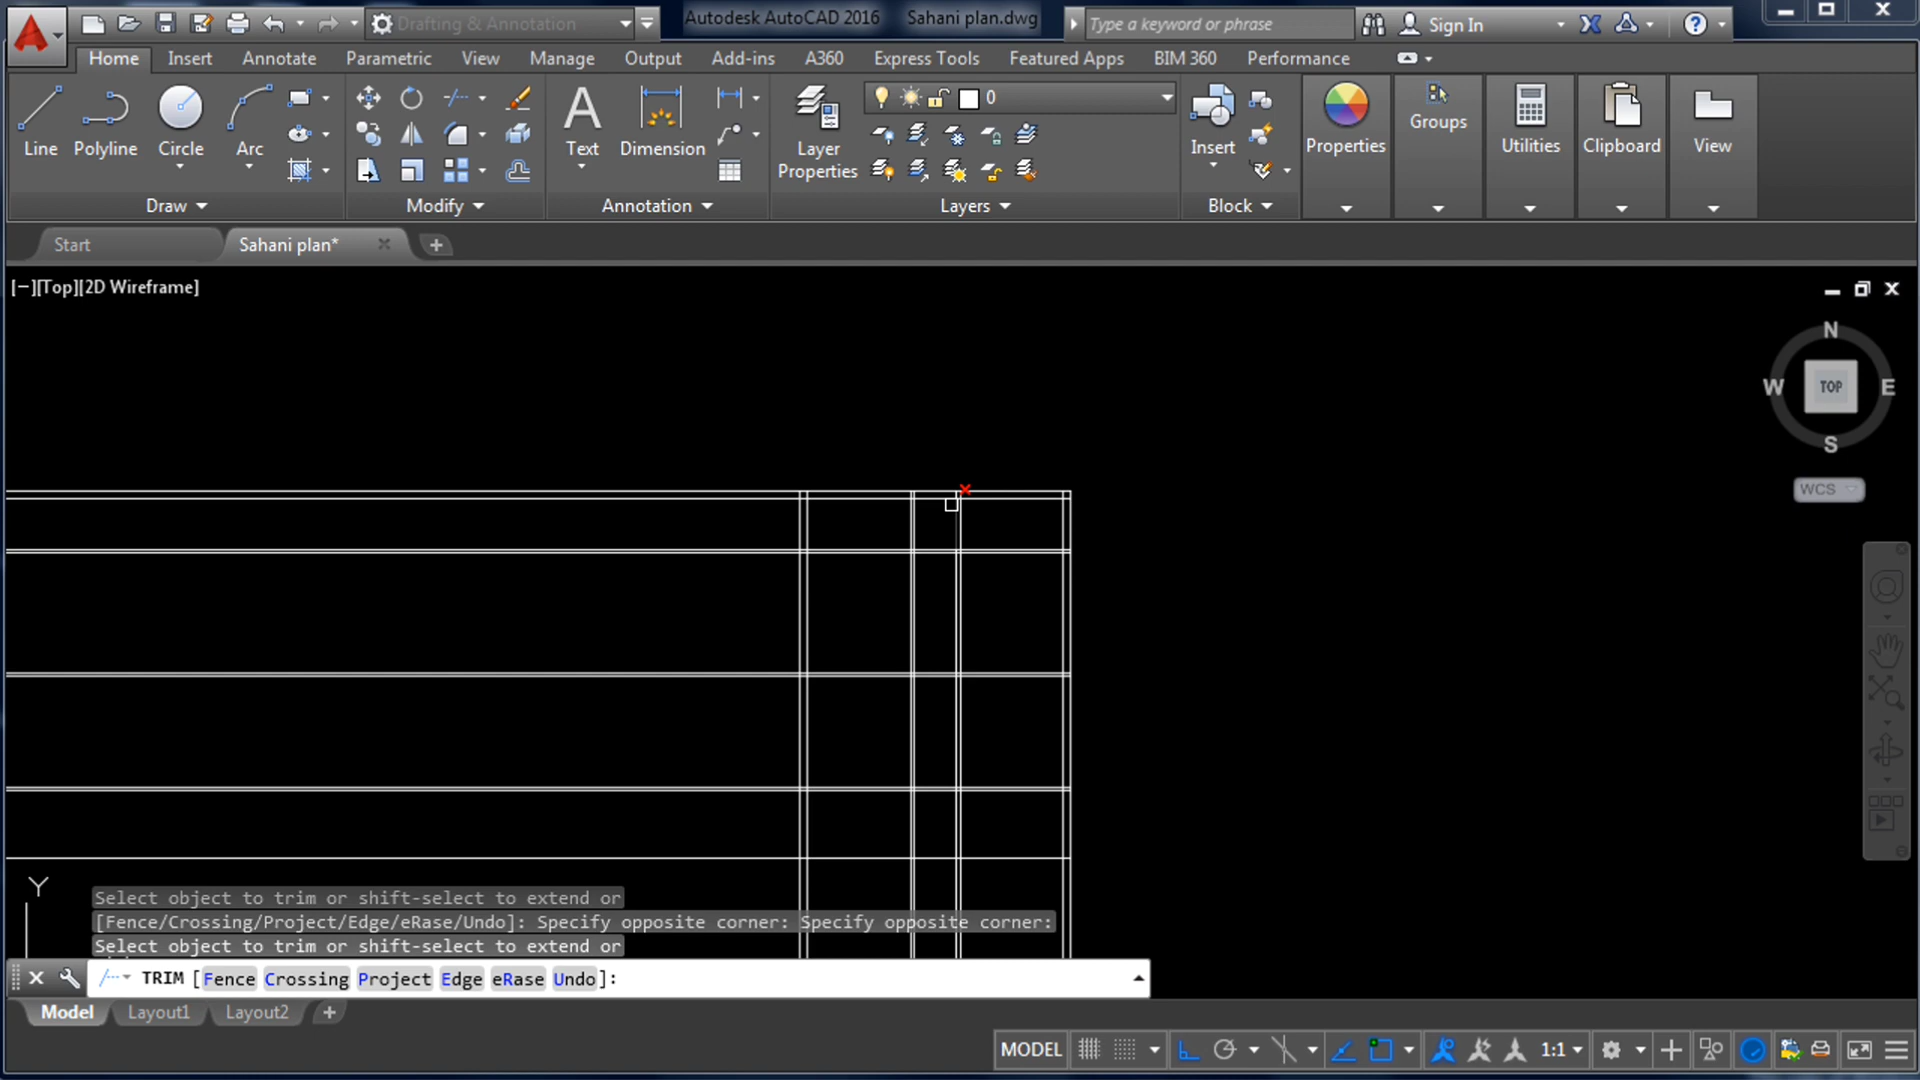 Drafting & Annotation
Autodesk AutoCAD 2016 Sahani plan.dwg
Type a keyword or phrase
Sign In
Home Insert Annotate Parametric View Manage Output Add-ins A360 Express Tools Featured Apps BIM 360 Performance
0
Line Polyline Circle Arc
Text Dimension
Layer Properties
Insert
Properties Groups Utilities Clipboard View
Draw Modify Annotation Layers Block
Start Sahani plan*
[−][Top][2D Wireframe]
N
W TOP E
S
WCS
Y
Select object to trim or shift-select to extend or
[Fence/Crossing/Project/Edge/eRase/Undo]: Specify opposite corner: Specify opposite corner:
Select object to trim or shift-select to extend or
TRIM [Fence Crossing Project Edge eRase Undo]:
Model Layout1 Layout2
MODEL 1:1